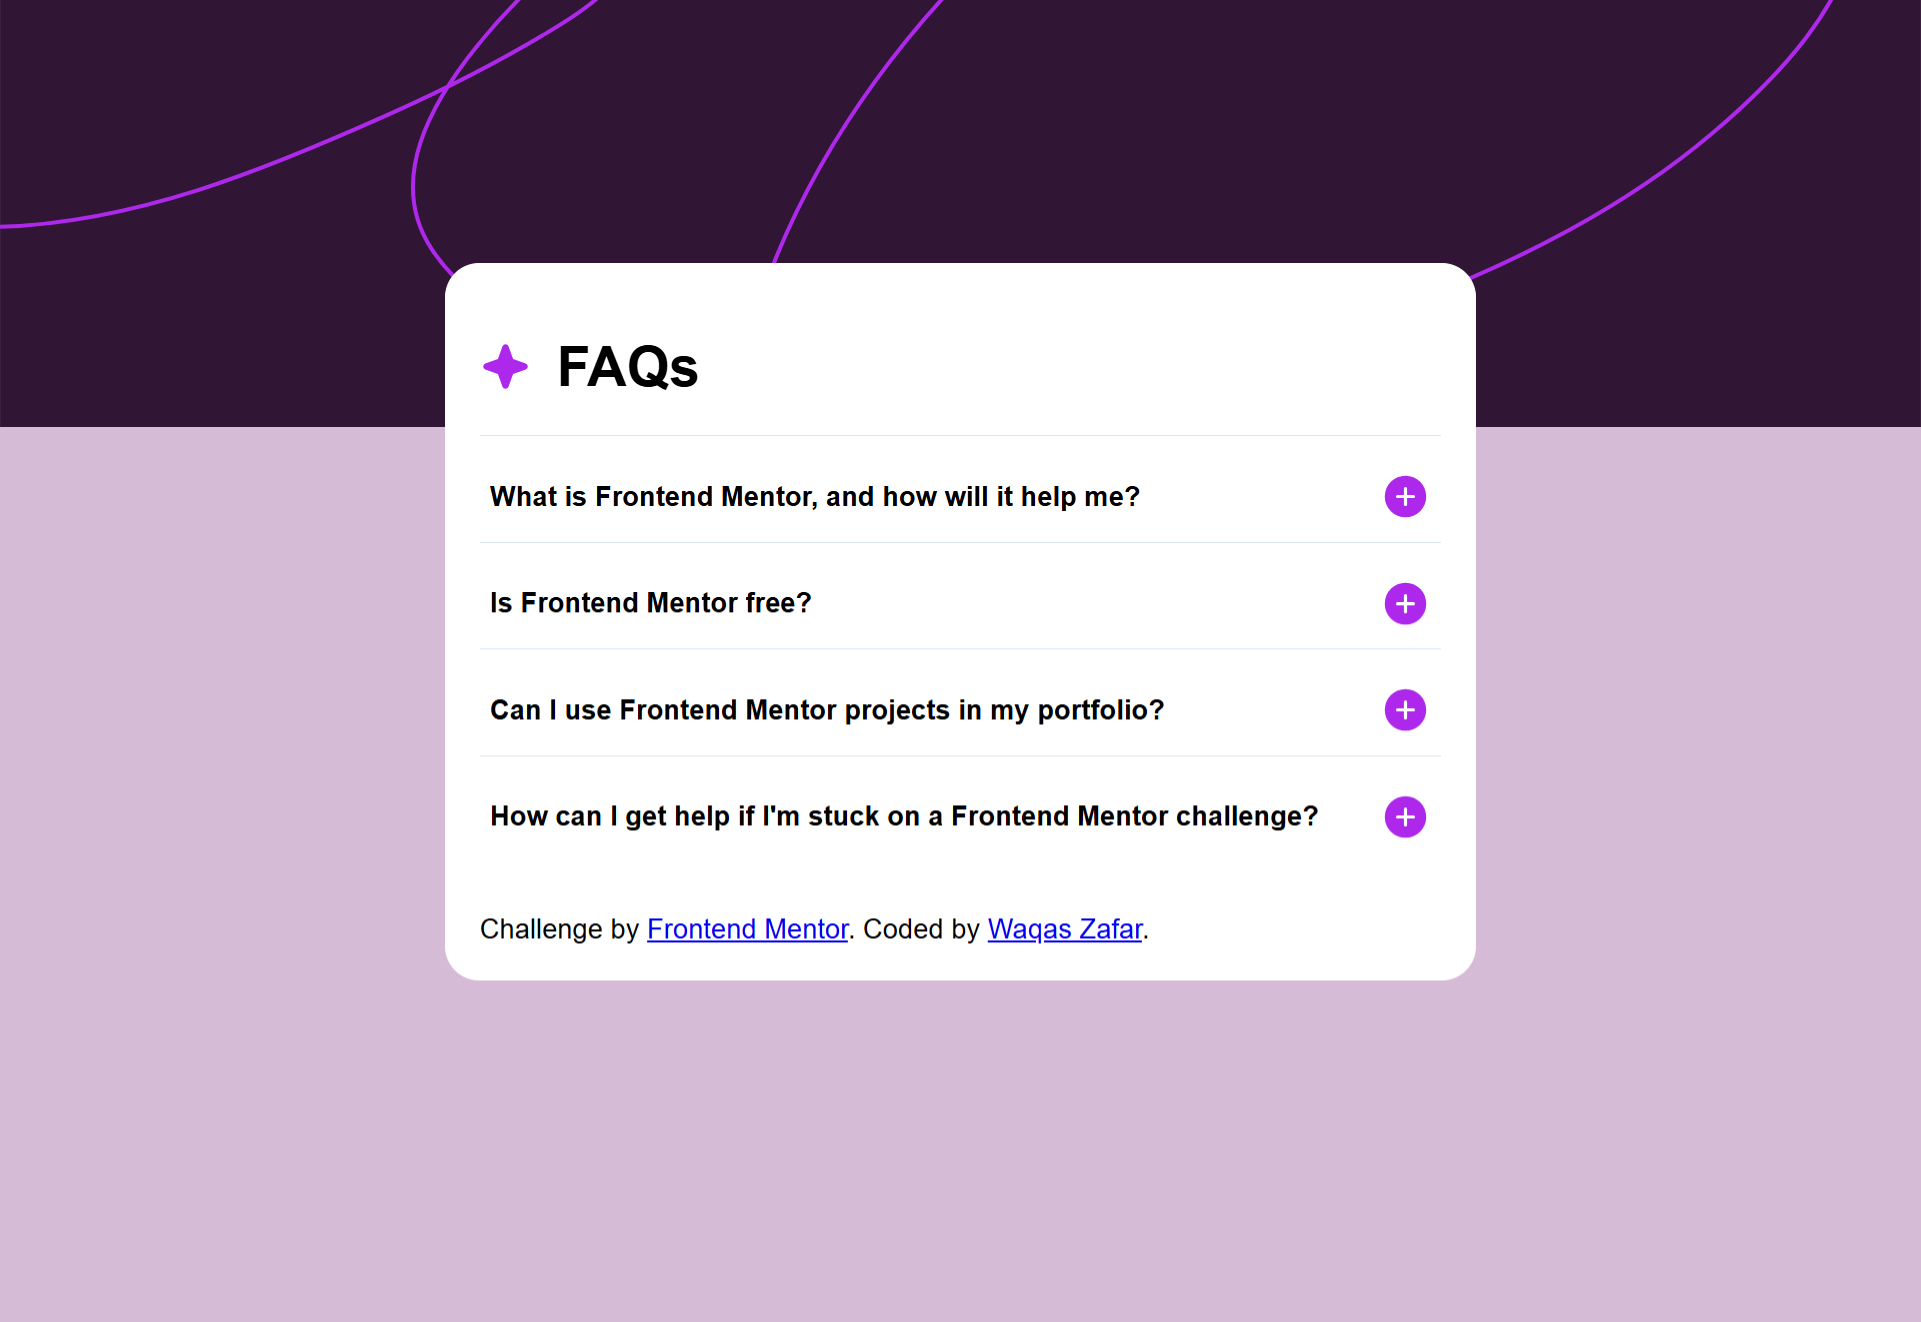 FAQs
What is Frontend Mentor, and how will it help me?
Is Frontend Mentor free?
Can I use Frontend Mentor projects in my portfolio?
How can I get help if I'm stuck on a Frontend Mentor challenge?
Challenge by Frontend Mentor. Coded by Waqas Zafar.